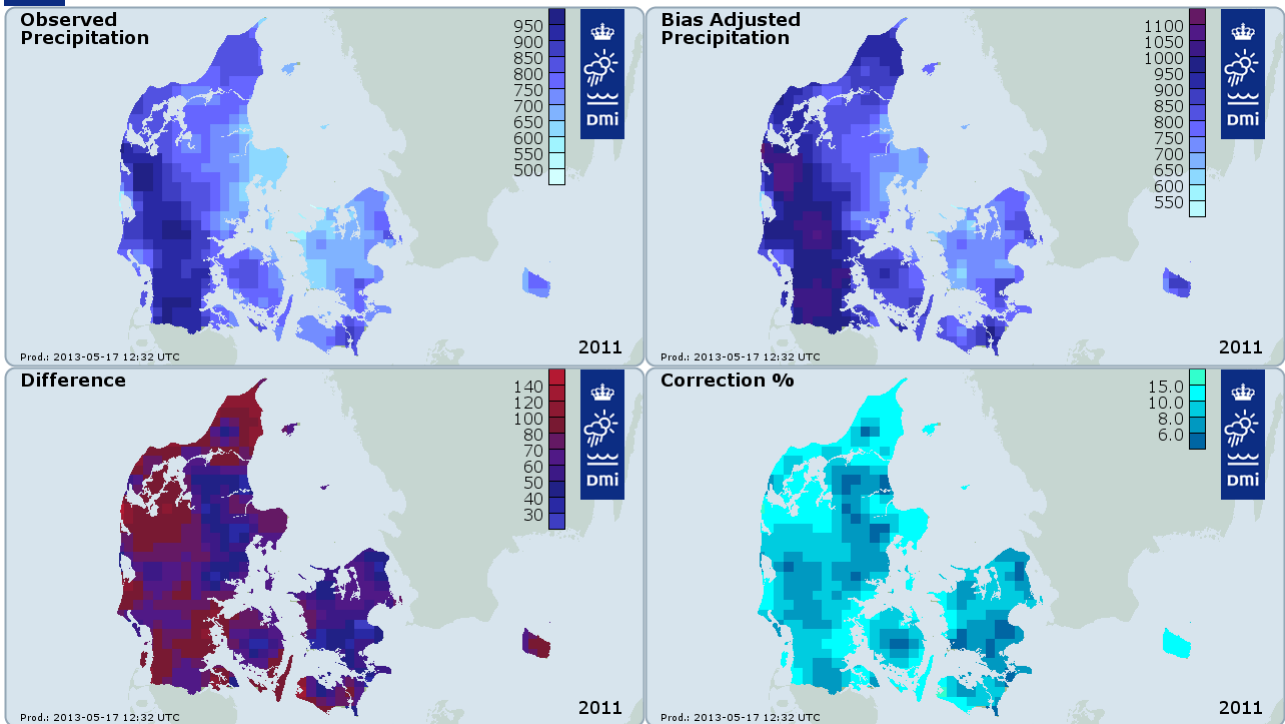 Observed
Precipitation
950
900
850
800
750
700
650
600
550
500
DMi
Prod.: 2013-05-17 12:32 UTC
2011
Bias Adjusted
Precipitation
1100
1050
1000
950
900
850
800
750
700
650
600
550
DMi
Prod.: 2013-05-17 12:32 UTC
2011
Difference
140
120
100
80
70
60
50
40
30
DMi
Prod.: 2013-05-17 12:32 UTC
2011
Correction %
15.0
10.0
8.0
6.0
DMi
Prod.: 2013-05-17 12:32 UTC
2011